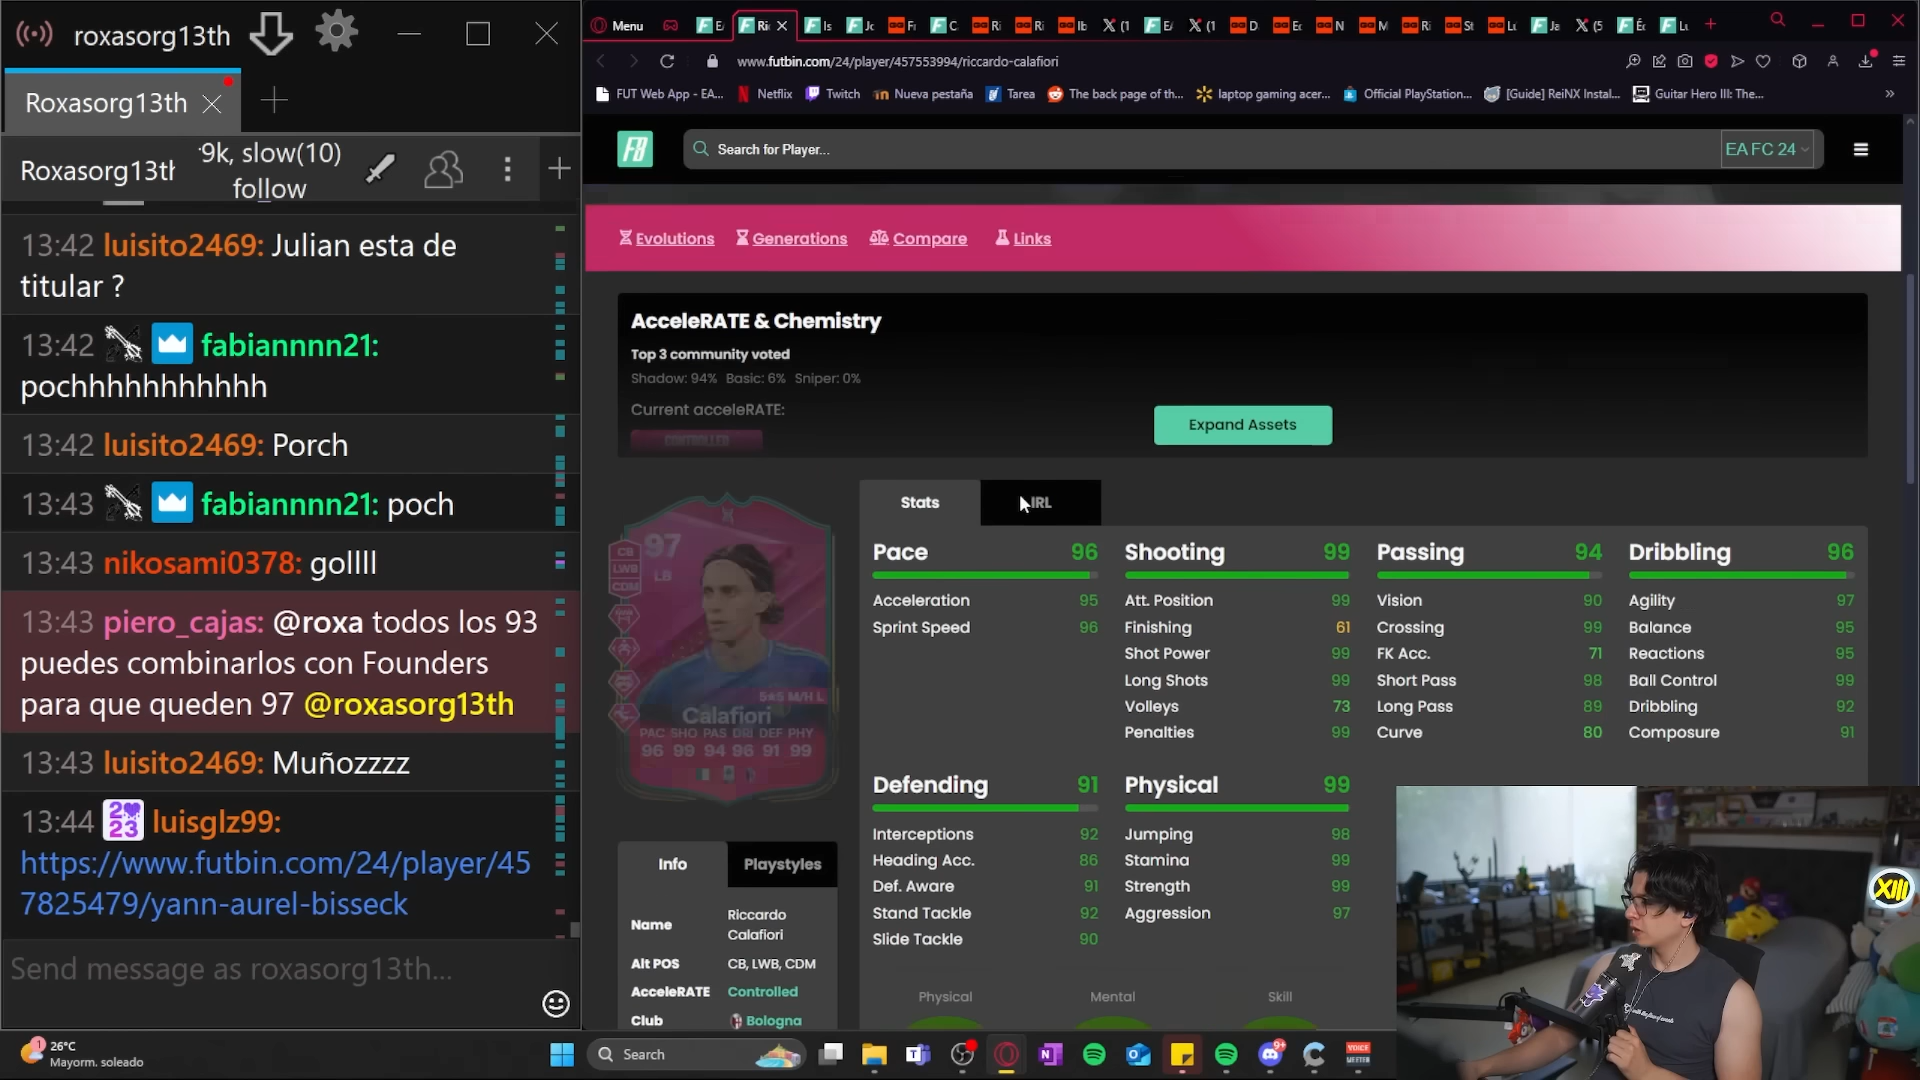 roxasorg13th
Roxasorg13th
Roxasorg13th
9k, slow(10)
follow
13:42 luisito2469: Julian esta de
titular ?
13:42 fabiannnn21:
pochhhhhhhhhhh
13:42 luisito2469: Porch
13:43 fabiannnn21: poch
13:43 nikosami0378: gollll
13:43 piero_cajas: @roxa todos los 93
puedes combinarlos con Founders
para que queden 97 @roxasorg13th
13:43 luisito2469: Muñozzzz
13:44 luisglz99:
https://www.futbin.com/24/player/45
7825479/yann-aurel-bisseck
Send message as roxasorg13th...
Menu
www.futbin.com/24/player/457553994/riccardo-calafiori
FUT Web App - EA... Netflix Twitch Nueva pestaña Tarea The back page of th... laptop gaming acer... Official PlayStation... [Guide] ReiNX Instal... Guitar Hero III: The...
Search for Player...
EA FC 24
Evolutions Generations Compare Links
AcceleRATE & Chemistry
Top 3 community voted
Shadow: 94% Basic: 6% Sniper: 0%
Current acceleRATE:
CONTROLLED
Expand Assets
Stats IRL
97
LB
CB
LWB
CDM
5★5 M/H L
Calafiori
PAC SHO PAS DRI DEF PHY
96 99 94 96 91 99
Pace 96
Acceleration 95
Sprint Speed 96
Shooting 99
Att. Position 99
Finishing 61
Shot Power 99
Long Shots 99
Volleys 73
Penalties 99
Passing 94
Vision 90
Crossing 99
FK Acc. 71
Short Pass 98
Long Pass 89
Curve 80
Dribbling 96
Agility 97
Balance 95
Reactions 95
Ball Control 99
Dribbling 92
Composure 91
Defending 91
Interceptions 92
Heading Acc. 86
Def. Aware 91
Stand Tackle 92
Slide Tackle 90
Physical 99
Jumping 98
Stamina 99
Strength 99
Aggression 97
Physical Mental Skill
Info Playstyles
Name Riccardo
Calafiori
Alt POS CB, LWB, CDM
AcceleRATE Controlled
Club Bologna
XIII
26°C
Mayorm. soleado
Search